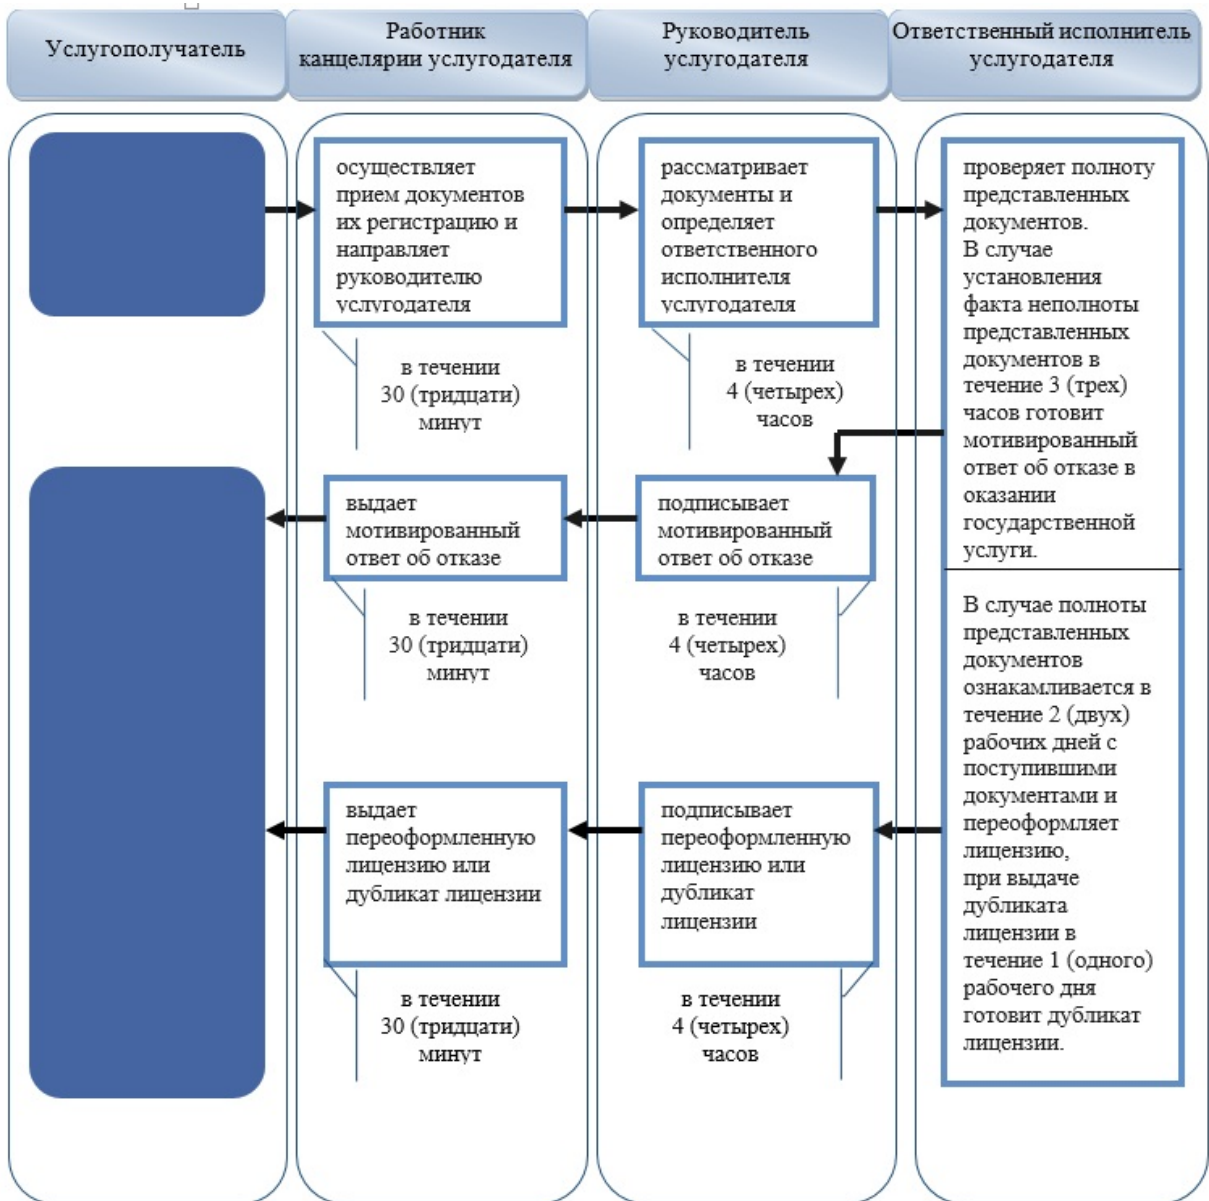 Услугополучатель
Работник
канцелярии услугодателя
Руководитель
услугодателя
Ответственный исполнитель
услугодателя
осуществляет
прием документов
их регистрацию и
направляет
руководителю
услугодателя
рассматривает
документы и
определяет
ответственного
исполнителя
услугодателя
проверяет полноту
представленных
документов.
В случае
установления
факта неполноты
представленных
документов в
течение 3 (трех)
часов готовит
мотивированный
ответ об отказе в
оказании
государственной
услуги.
в течении
30 (тридцати)
минут
в течении
4 (четырех)
часов
выдает
мотивированный
ответ об отказе
подписывает
мотивированный
ответ об отказе
в течении
30 (тридцати)
минут
в течении
4 (четырех)
часов
В случае полноты
представленных
документов
ознакамливается в
течение 2 (двух)
рабочих дней с
поступившими
документами и
переоформляет
лицензию,
при выдаче
дубликата
лицензии в
течение 1 (одного)
рабочего дня
готовит дубликат
лицензии.
выдает
переоформленную
лицензию или
дубликат лицензии
подписывает
переоформленную
лицензию или
дубликат
лицензии
в течении
30 (тридцати)
минут
в течении
4 (четырех)
часов